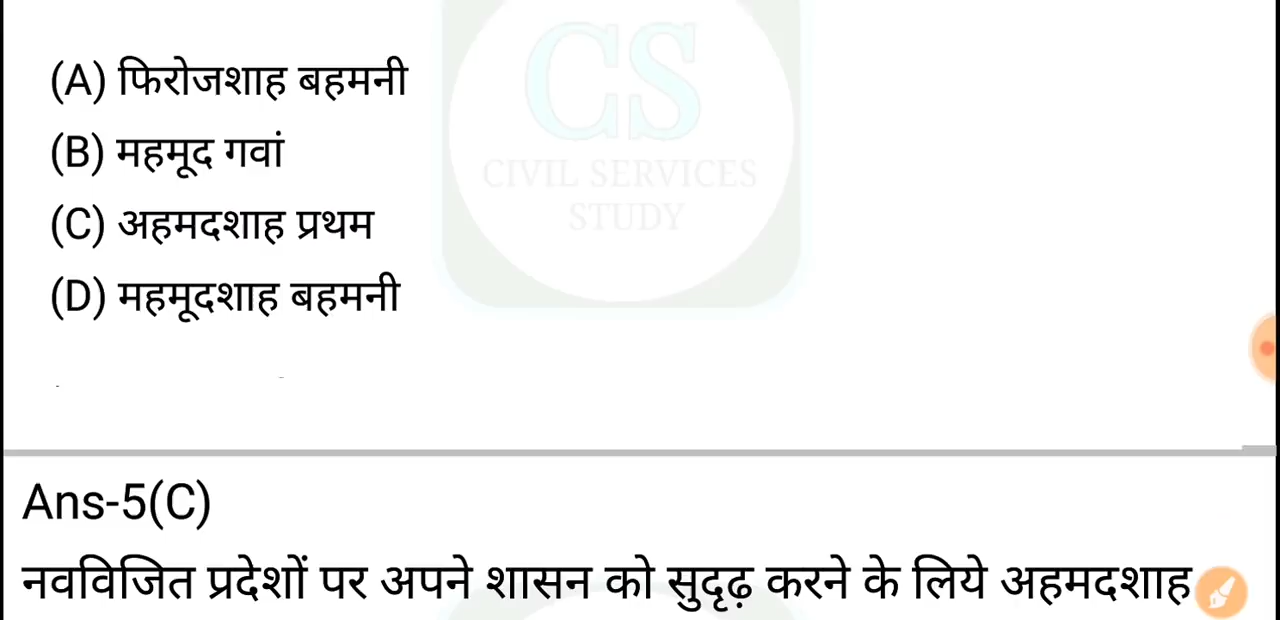 CS
CIVIL SERVICES
STUDY
(A) फिरोजशाह बहमनी
(B) महमूद गवां
(C) अहमदशाह प्रथम
(D) महमूदशाह बहमनी
Ans-5(C)
नवविजित प्रदेशों पर अपने शासन को सुदृढ़ करने के लिये अहमदशाह